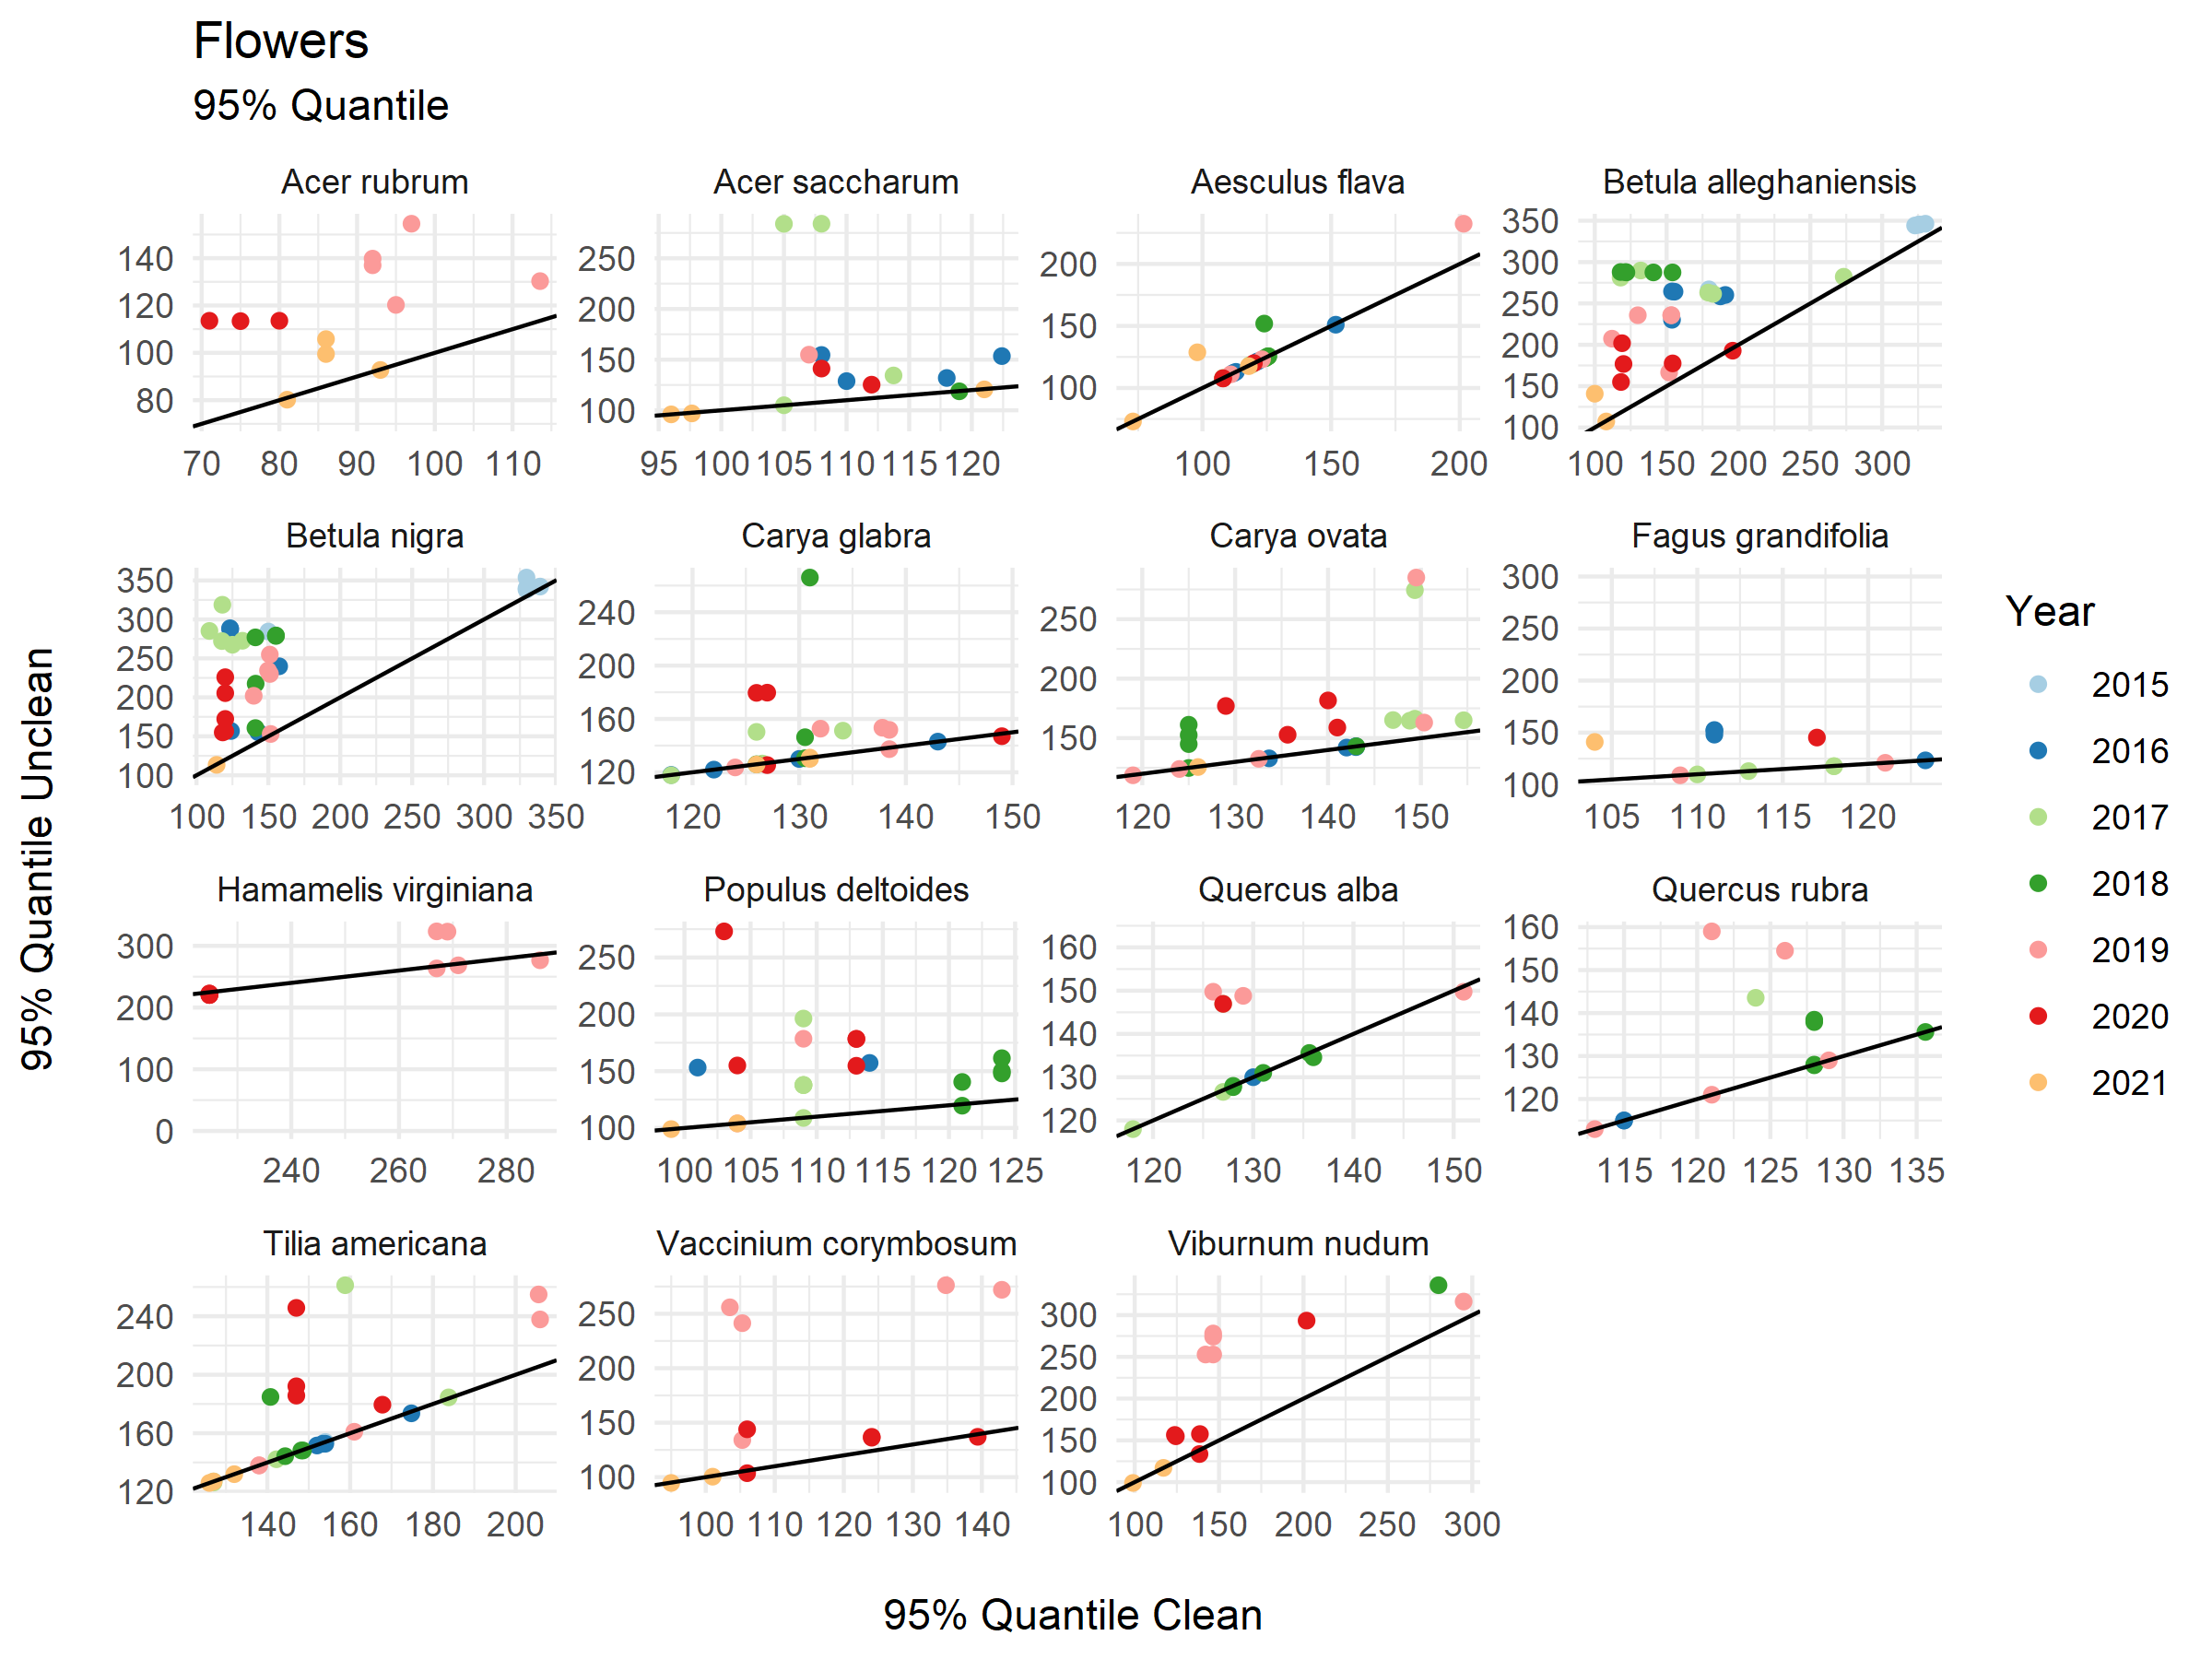 Flowers
95% Quantile
Acer rubrum
Acer saccharum
Aesculus flava
Betula alleghaniensis
140
120
100
80
70 80 90 100 110
250
200
150
100
95 100 105 110 115 120
200
150
100
100 150 200
350
300
250
200
150
100
100 150 200 250 300
Betula nigra
Carya glabra
Carya ovata
Fagus grandifolia
350
300
250
200
150
100
100 150 200 250 300 350
240
200
160
120
120 130 140 150
250
200
150
120 130 140 150
300
250
200
150
100
105 110 115 120
Hamamelis virginiana
Populus deltoides
Quercus alba
Quercus rubra
300
200
100
0
240 260 280
250
200
150
100
100 105 110 115 120 125
160
150
140
130
120
120 130 140 150
160
150
140
130
120
115 120 125 130 135
Tilia americana
Vaccinium corymbosum
Viburnum nudum
240
200
160
120
140 160 180 200
250
200
150
100
100 110 120 130 140
300
250
200
150
100
100 150 200 250 300
95% Quantile Unclean
95% Quantile Clean
Year
2015
2016
2017
2018
2019
2020
2021